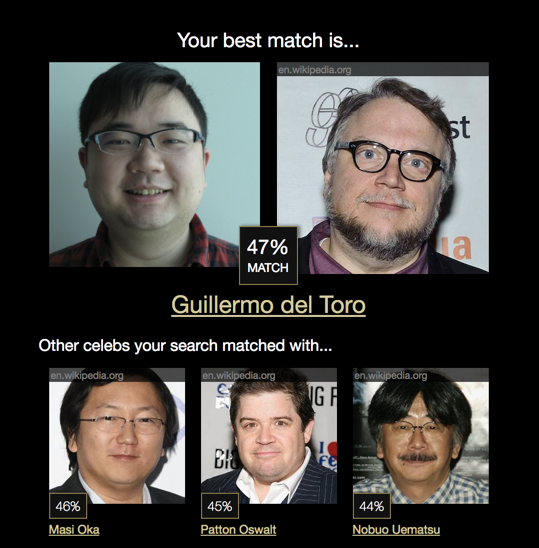 Your best match is...
en.wikipedia.org
47%
MATCH
Guillermo del Toro
Other celebs your search matched with...
en.wikipedia.org
en.wikipedia.org
en.wikipedia.org
46%
45%
44%
Masi Oka
Patton Oswalt
Nobuo Uematsu